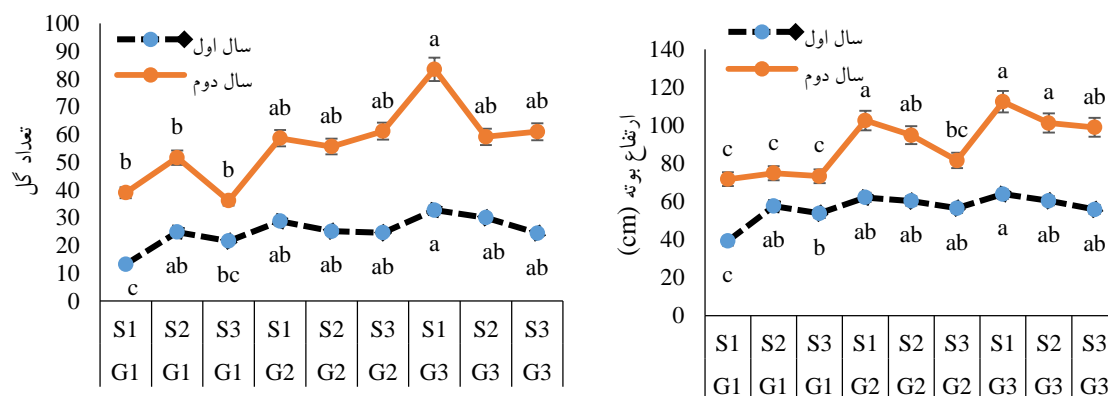 سال اول
سال دوم
تعداد گل
100
90
80
70
60
50
40
30
20
10
0
b b b ab ab ab a ab ab
c ab bc ab ab ab a ab ab
S1 S2 S3 S1 S2 S3 S1 S2 S3
G1 G1 G1 G2 G2 G2 G3 G3 G3
سال اول
سال دوم
ارتفاع بوته (cm)
140
120
100
80
60
40
20
0
c c c a ab bc a a ab
c ab b ab ab ab a ab ab
S1 S2 S3 S1 S2 S3 S1 S2 S3
G1 G1 G1 G2 G2 G2 G3 G3 G3